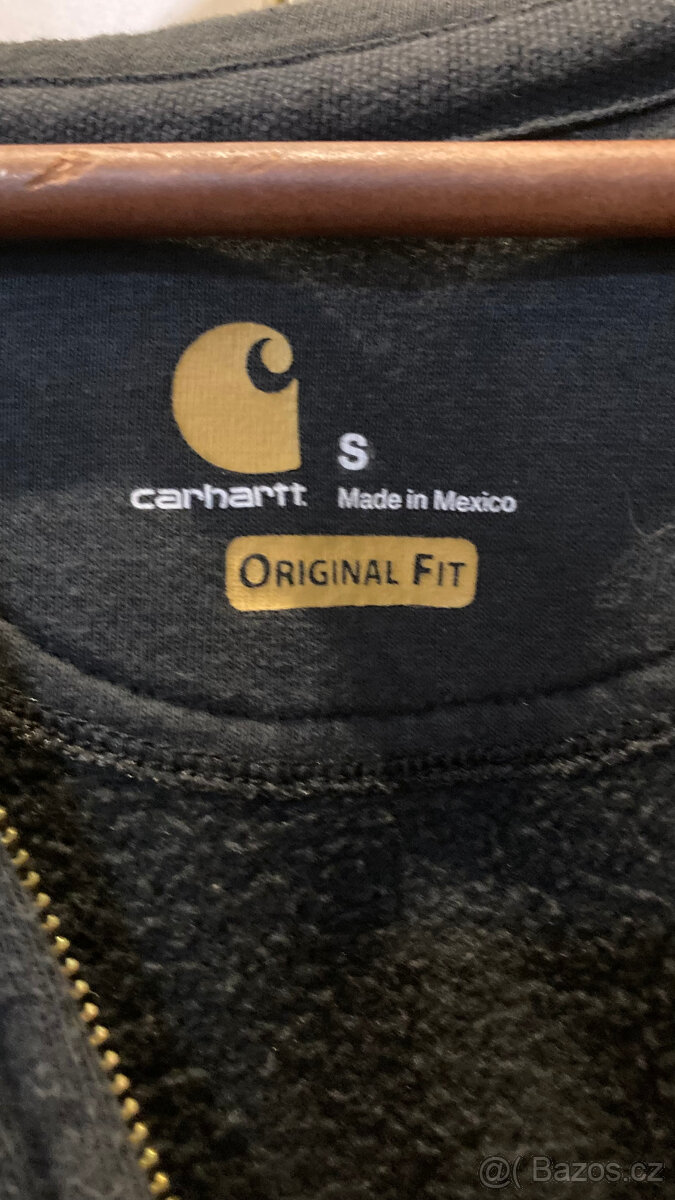 S
carhartt Made in Mexico
ORIGINAL FIT
@( Bazos.cz